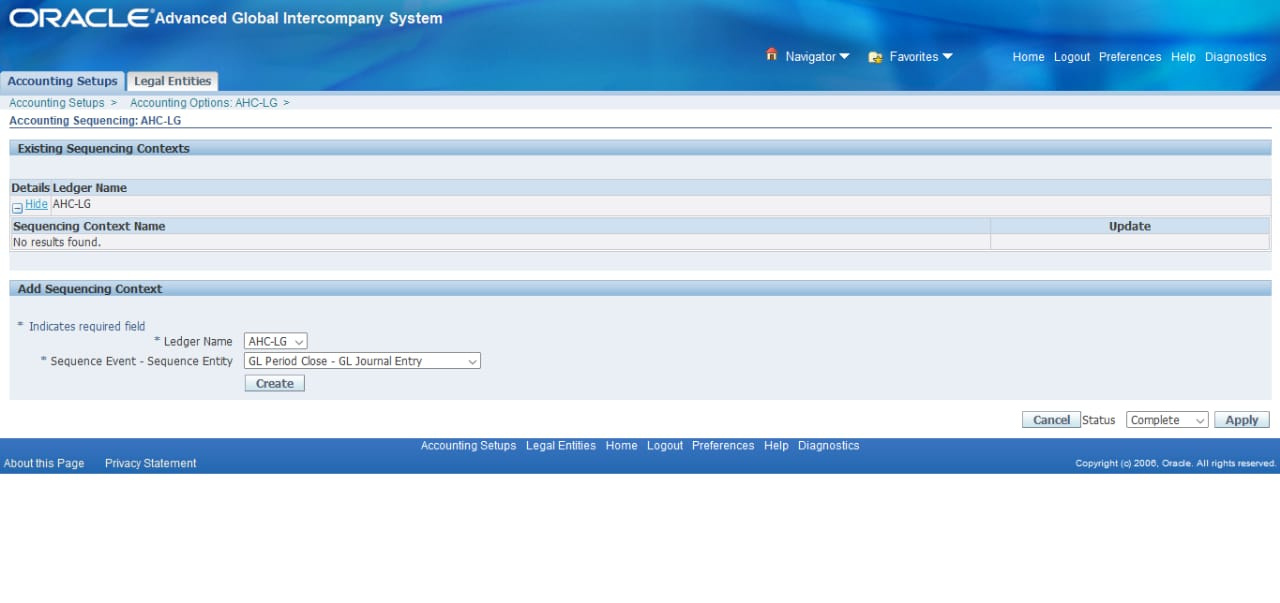 ORACLE® Advanced Global Intercompany System
Navigator Favorites Home Logout Preferences Help Diagnostics
Accounting Setups Legal Entities
Accounting Setups > Accounting Options: AHC-LG >
Accounting Sequencing: AHC-LG
Existing Sequencing Contexts
Details Ledger Name
Hide AHC-LG
Sequencing Context Name Update
No results found.
Add Sequencing Context
* Indicates required field
* Ledger Name AHC-LG
* Sequence Event - Sequence Entity GL Period Close - GL Journal Entry
Create
Cancel Status Complete Apply
Accounting Setups Legal Entities Home Logout Preferences Help Diagnostics
About this Page Privacy Statement Copyright (c) 2006, Oracle. All rights reserved.